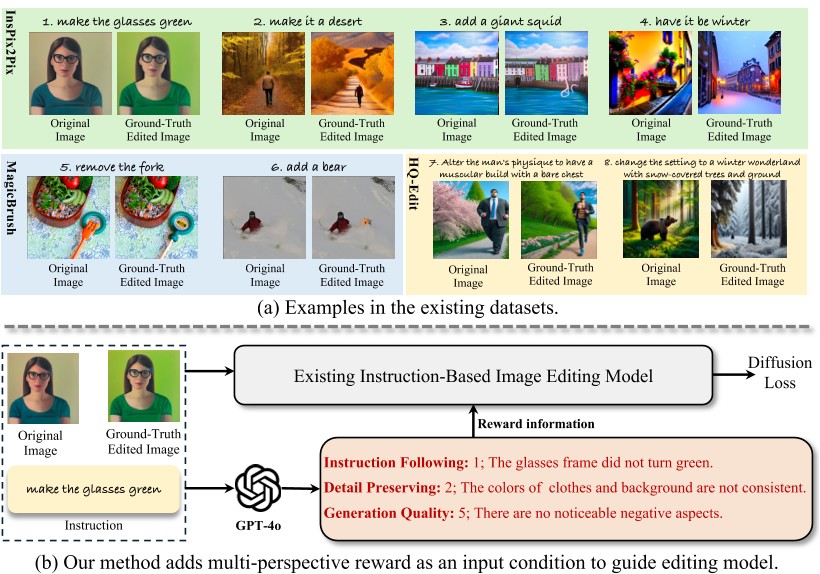 InsPix2Pix
1. make the glasses green
2. make it a desert
3. add a giant squid
4. have it be winter
Original Image
Ground-Truth Edited Image
Original Image
Ground-Truth Edited Image
Original Image
Ground-Truth Edited Image
Original Image
Ground-Truth Edited Image
MagicBrush
5. remove the fork
6. add a bear
Original Image
Ground-Truth Edited Image
Original Image
Ground-Truth Edited Image
HQ-Edit
7. Alter the man's physique to have a
muscular build with a bare chest
8. change the setting to a winter wonderland
with snow-covered trees and ground
Original Image
Ground-Truth Edited Image
Original Image
Ground-Truth Edited Image
(a) Examples in the existing datasets.
Original Image
Ground-Truth Edited Image
make the glasses green
Instruction
GPT-4o
Existing Instruction-Based Image Editing Model
Diffusion Loss
Reward information
Instruction Following: 1; The glasses frame did not turn green.
Detail Preserving: 2; The colors of clothes and background are not consistent.
Generation Quality: 5; There are no noticeable negative aspects.
(b) Our method adds multi-perspective reward as an input condition to guide editing model.